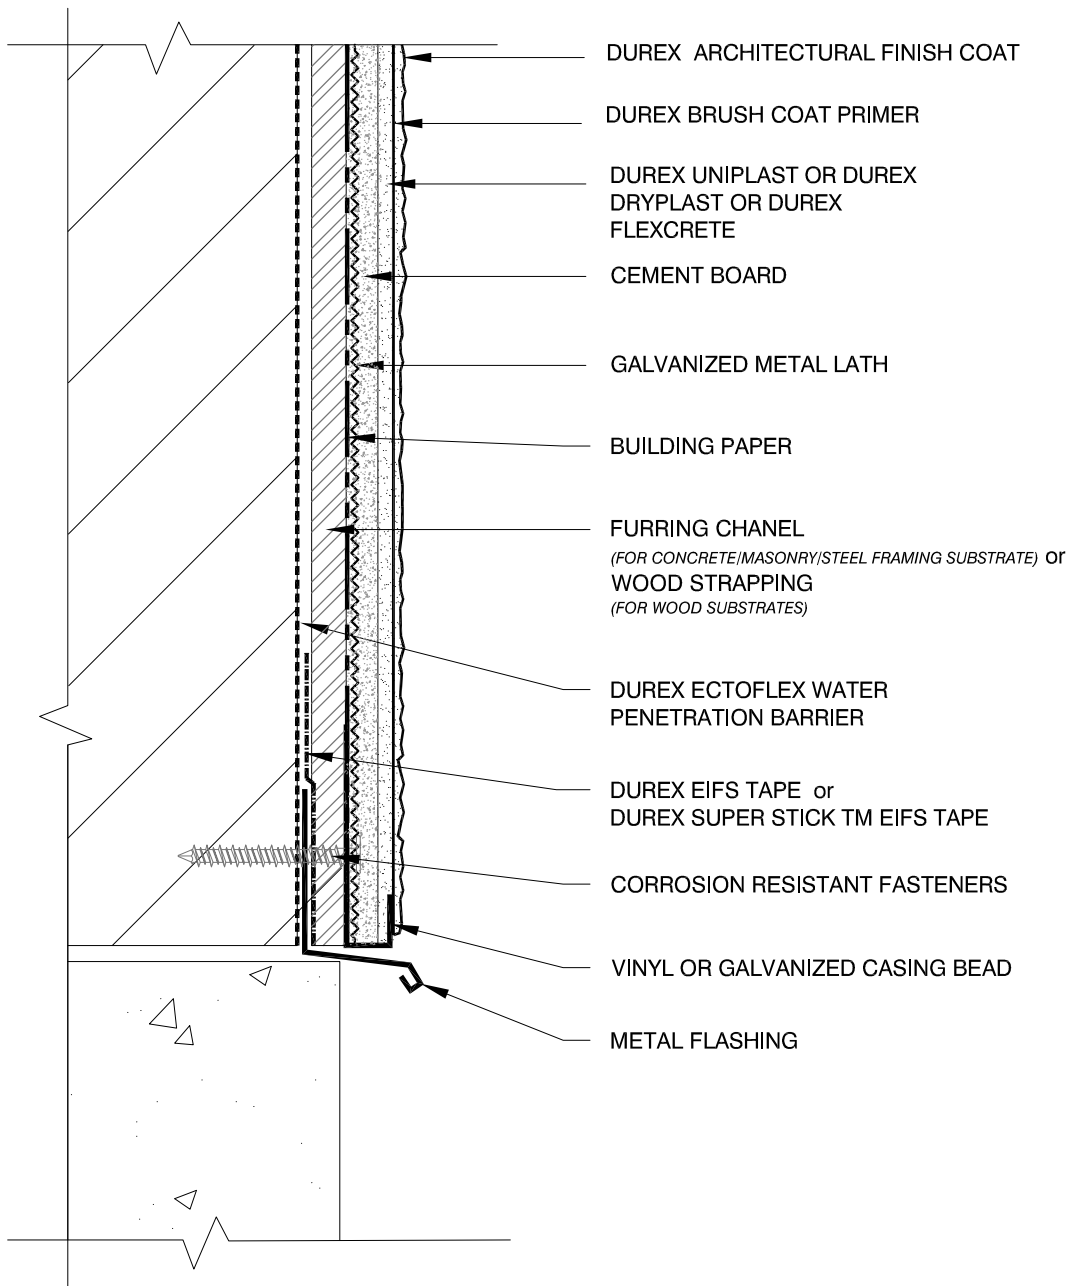 DUREX ARCHITECTURAL FINISH COAT
DUREX BRUSH COAT PRIMER
DUREX UNIPLAST OR DUREX
DRYPLAST OR DUREX
FLEXCRETE
CEMENT BOARD
GALVANIZED METAL LATH
BUILDING PAPER
FURRING CHANEL
(FOR CONCRETE/MASONRY/STEEL FRAMING SUBSTRATE) or
WOOD STRAPPING
(FOR WOOD SUBSTRATES)
DUREX ECTOFLEX WATER
PENETRATION BARRIER
DUREX EIFS TAPE or
DUREX SUPER STICK TM EIFS TAPE
CORROSION RESISTANT FASTENERS
VINYL OR GALVANIZED CASING BEAD
METAL FLASHING